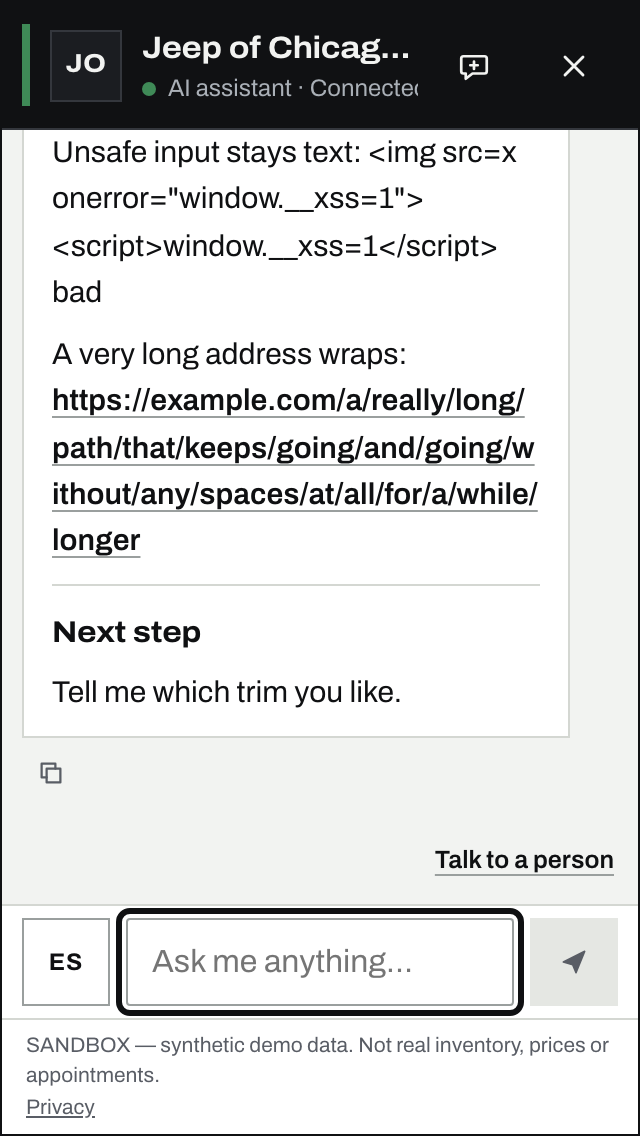 JO
Jeep of Chicag...
AI assistant · Connected
Unsafe input stays text: <img src=x
onerror="window.__xss=1">
<script>window.__xss=1</script>
bad
A very long address wraps:
https://example.com/a/really/long/
path/that/keeps/going/and/going/w
ithout/any/spaces/at/all/for/a/while/
longer
Next step
Tell me which trim you like.
Talk to a person
ES
Ask me anything...
SANDBOX — synthetic demo data. Not real inventory, prices or
appointments.
Privacy